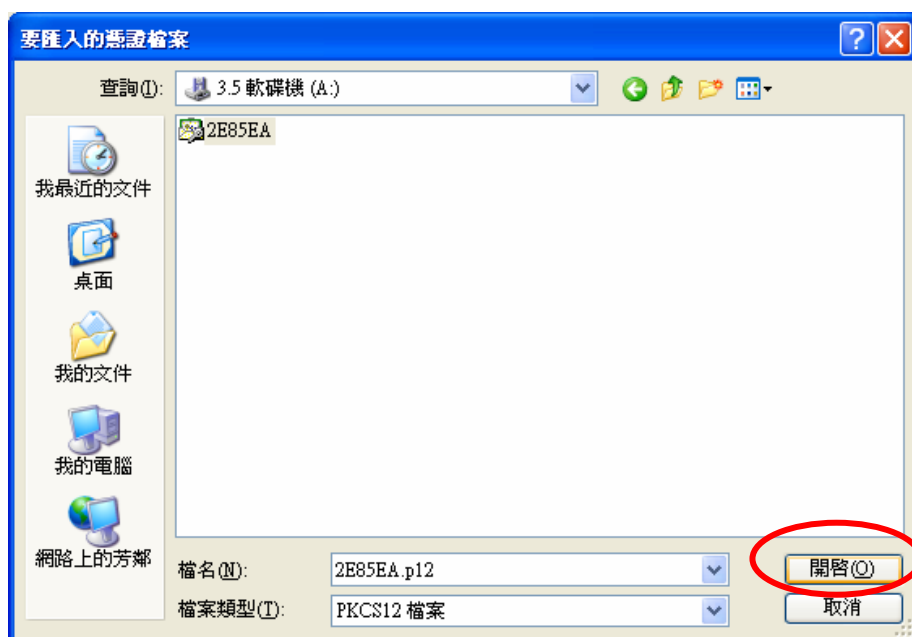 要匯入的憑證檔案
查詢(I): 3.5 軟碟機 (A:)
2E85EA
我最近的文件
桌面
我的文件
我的電腦
網路上的芳鄰
檔名(N): 2E85EA.p12 開啓(O)
檔案類型(T): PKCS12 檔案 取消